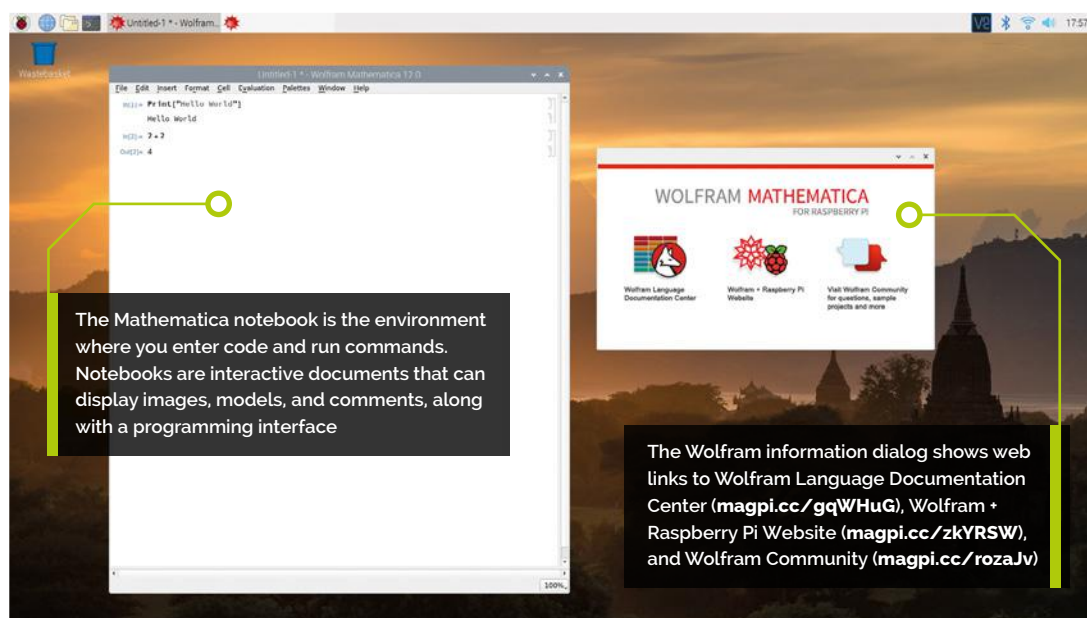 Untitled-1 * - Wolfram...
V2
17:57
Wastebasket
Untitled-1 * - Wolfram Mathematica 12.0
File Edit Insert Format Cell Evaluation Palettes Window Help
In[1]:= Print["Hello World"]
Hello World
In[2]:= 2 + 2
Out[2]= 4
100%
WOLFRAM MATHEMATICA
FOR RASPBERRY PI
Wolfram Language
Documentation Center
Wolfram + Raspberry Pi
Website
Visit Wolfram Community
for questions, sample
projects and more
The Mathematica notebook is the environment
where you enter code and run commands.
Notebooks are interactive documents that can
display images, models, and comments, along
with a programming interface
The Wolfram information dialog shows web
links to Wolfram Language Documentation
Center (magpi.cc/gqWHuG), Wolfram +
Raspberry Pi Website (magpi.cc/zkYRSW),
and Wolfram Community (magpi.cc/rozaJv)